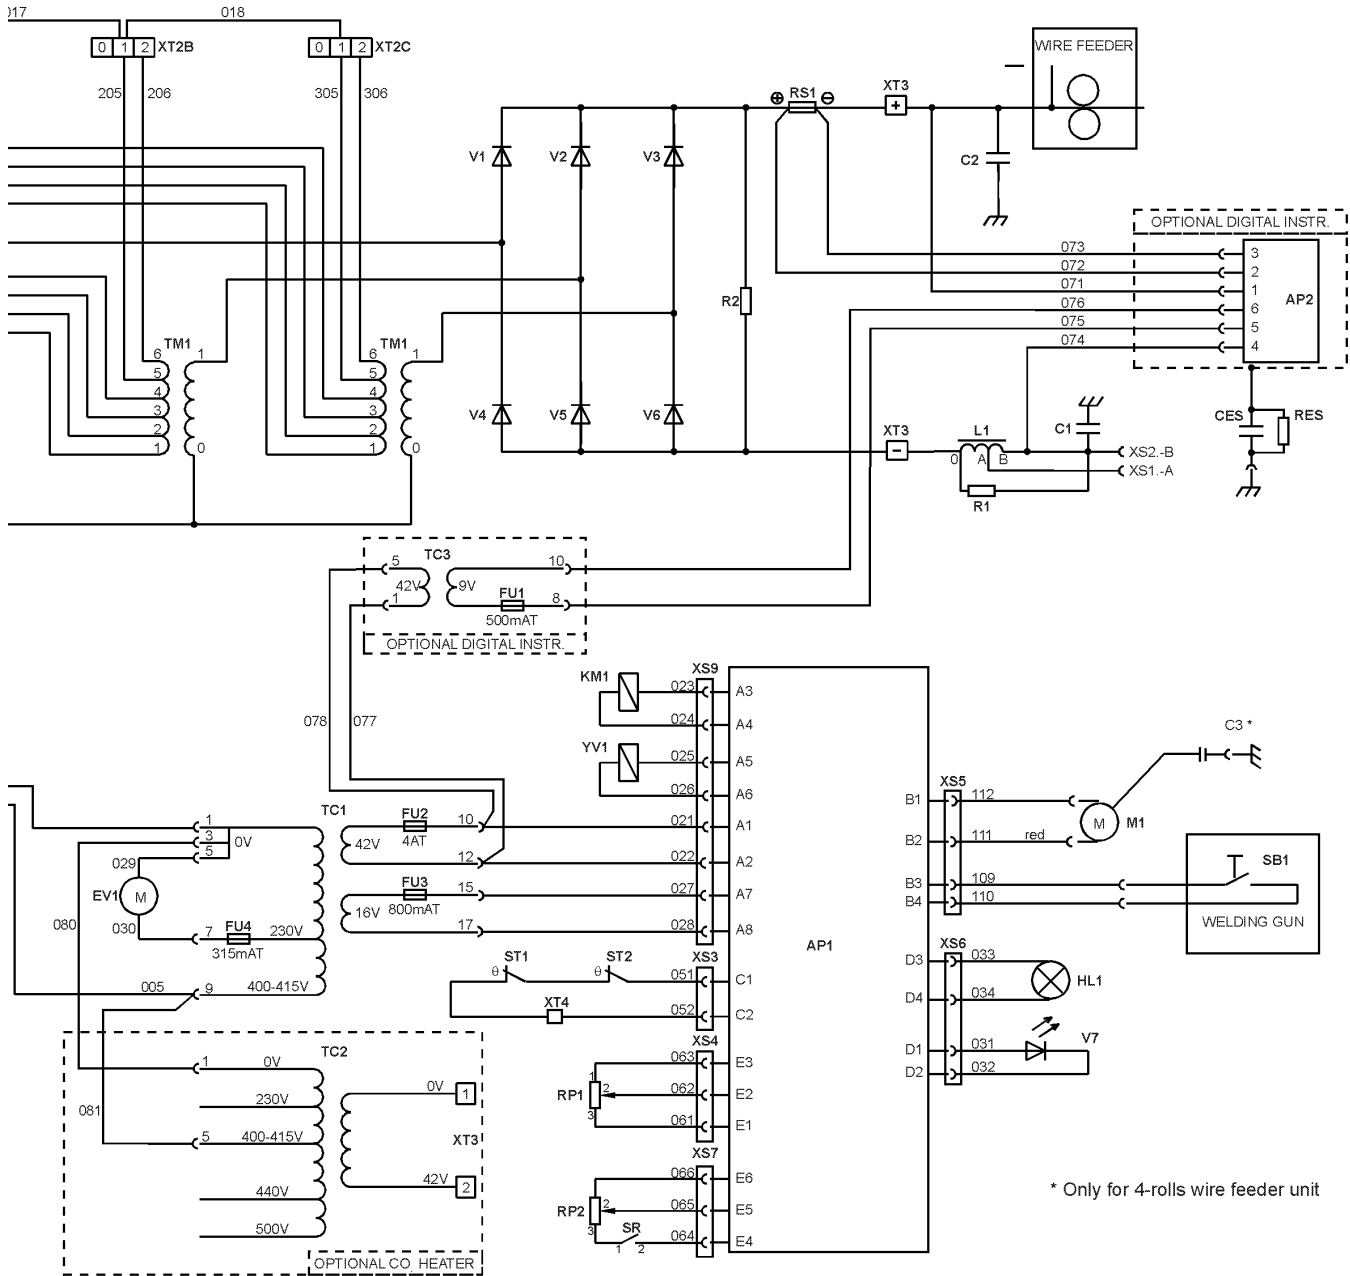 017
018
0 1 2 XT2B
0 1 2 XT2C
205 206
305 306
WIRE FEEDER
RS1
XT3
+
V1
V2
V3
C2
OPTIONAL DIGITAL INSTR.
073
3
072
2
071
1
076
6
075
5
074
4
AP2
R2
TM1
6
5
4
3
2
1
1
0
TM1
6
5
4
3
2
1
1
0
V4
V5
V6
XT3
-
L1
0 A B
R1
C1
XS2.-B
XS1.-A
CES
RES
TC3
5
1
42V
9V
10
8
FU1
500mAT
OPTIONAL DIGITAL INSTR.
078
077
KM1
XS9
023
A3
024
A4
YV1
025
A5
026
A6
TC1
FU2
4AT
42V
10
12
021
A1
022
A2
FU3
800mAT
16V
15
17
027
A7
028
A8
1
3
5
0V
029
EV1
M
030
080
7
FU4
315mAT
230V
005
9
400-415V
ST1
θ
ST2
θ
XS3
051
C1
XT4
052
C2
AP1
XS4
063
E3
RP1
1
2
3
062
E2
061
E1
XS7
066
E6
RP2
2
3
065
E5
SR
1 2
064
E4
TC2
1
0V
230V
081
5
400-415V
440V
500V
0V
1
XT3
42V
2
OPTIONAL CO. HEATER
C3 *
XS5
B1
112
B2
111
red
M
M1
B3
109
B4
110
SB1
WELDING GUN
XS6
D3
033
D4
034
HL1
D1
031
D2
032
V7
* Only for 4-rolls wire feeder unit